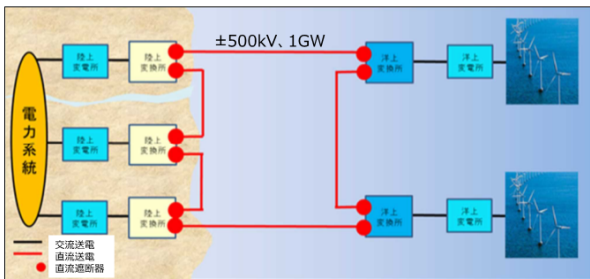 ±500kV、1GW
電力系統
陸上
変電所
陸上
変換所
洋上
変換所
洋上
変電所
陸上
変電所
陸上
変換所
陸上
変電所
陸上
変換所
洋上
変換所
洋上
変電所
交流送電
直流送電
直流遮断器